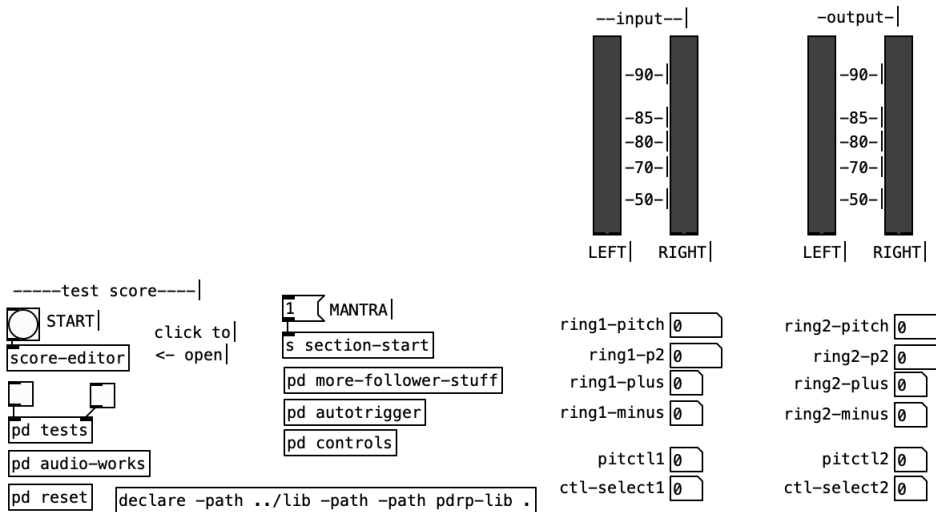 --input--
-output-
-90-
-90-
-85-
-85-
-80-
-80-
-70-
-70-
-50-
-50-
LEFT RIGHT
LEFT RIGHT
-----test score----
START
click to
<- open
score-editor
pd tests
pd audio-works
pd reset
declare -path ../lib -path -path pdrp-lib .
1 MANTRA
s section-start
pd more-follower-stuff
pd autotrigger
pd controls
ring1-pitch 0
ring1-p2 0
ring1-plus 0
ring1-minus 0
pitctl1 0
ctl-select1 0
ring2-pitch 0
ring2-p2 0
ring2-plus 0
ring2-minus 0
pitctl2 0
ctl-select2 0